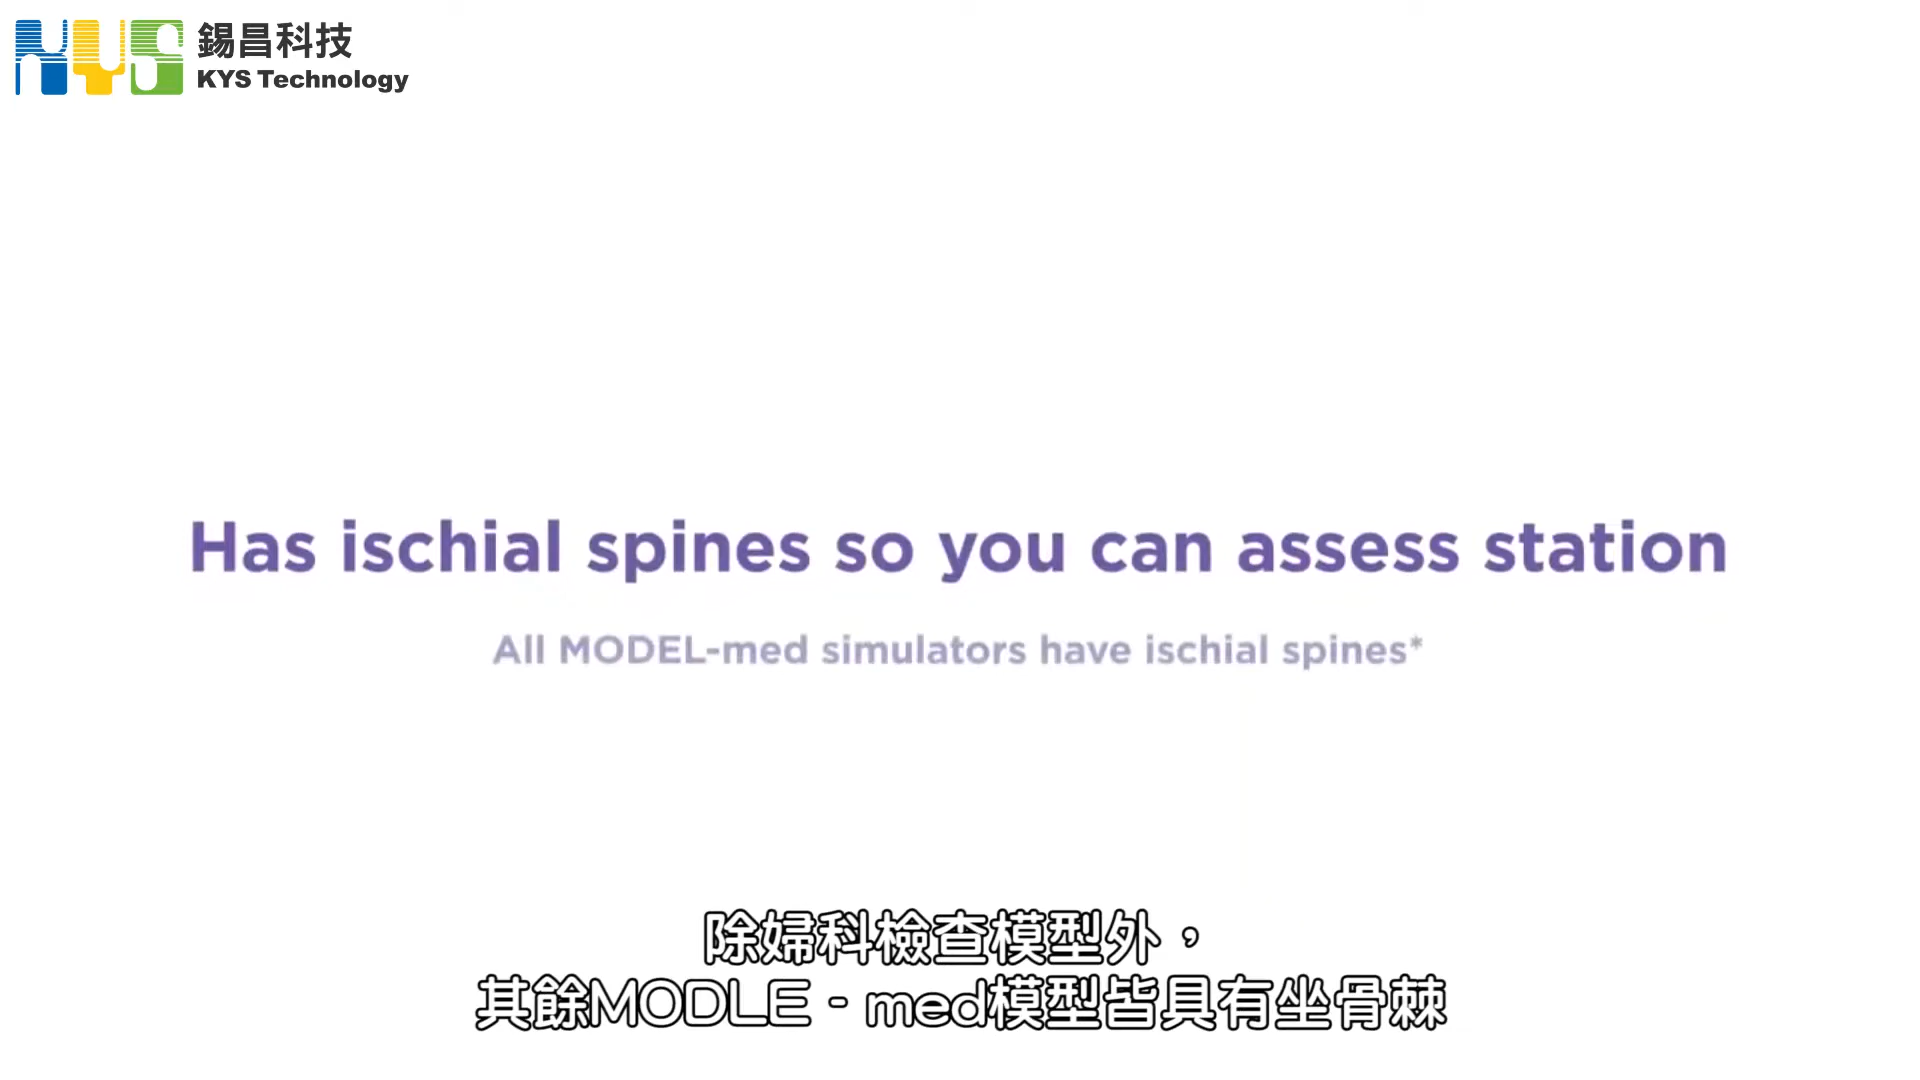 錫昌科技
KYS Technology
Has ischial spines so you can assess station
All MODEL-med simulators have ischial spines*
除婦科檢查模型外，
其餘MODLE - med模型皆具有坐骨棘